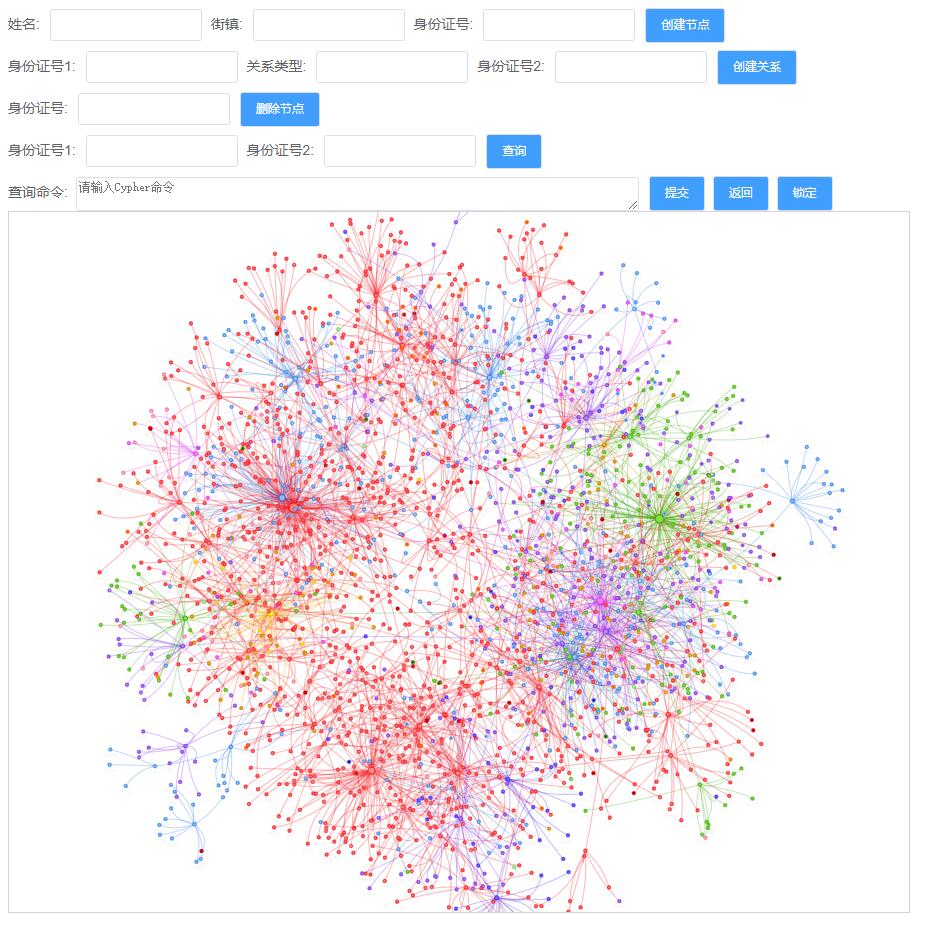 姓名: 街镇: 身份证号: 创建节点
身份证号1: 关系类型: 身份证号2: 创建关系
身份证号: 删除节点
身份证号1: 身份证号2: 查询
查询命令: 请输入Cypher命令 提交 返回 锁定